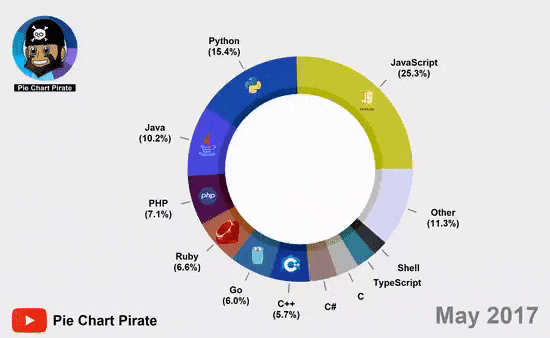 Python
(15.4%)
JavaScript
(25.3%)
Pie Chart Pirate
Java
(10.2%)
php
PHP
(7.1%)
Other
(11.3%)
Ruby
(6.6%)
Shell
TypeScript
Go
(6.0%)
C
C++
(5.7%)
C#
Pie Chart Pirate
May 2017